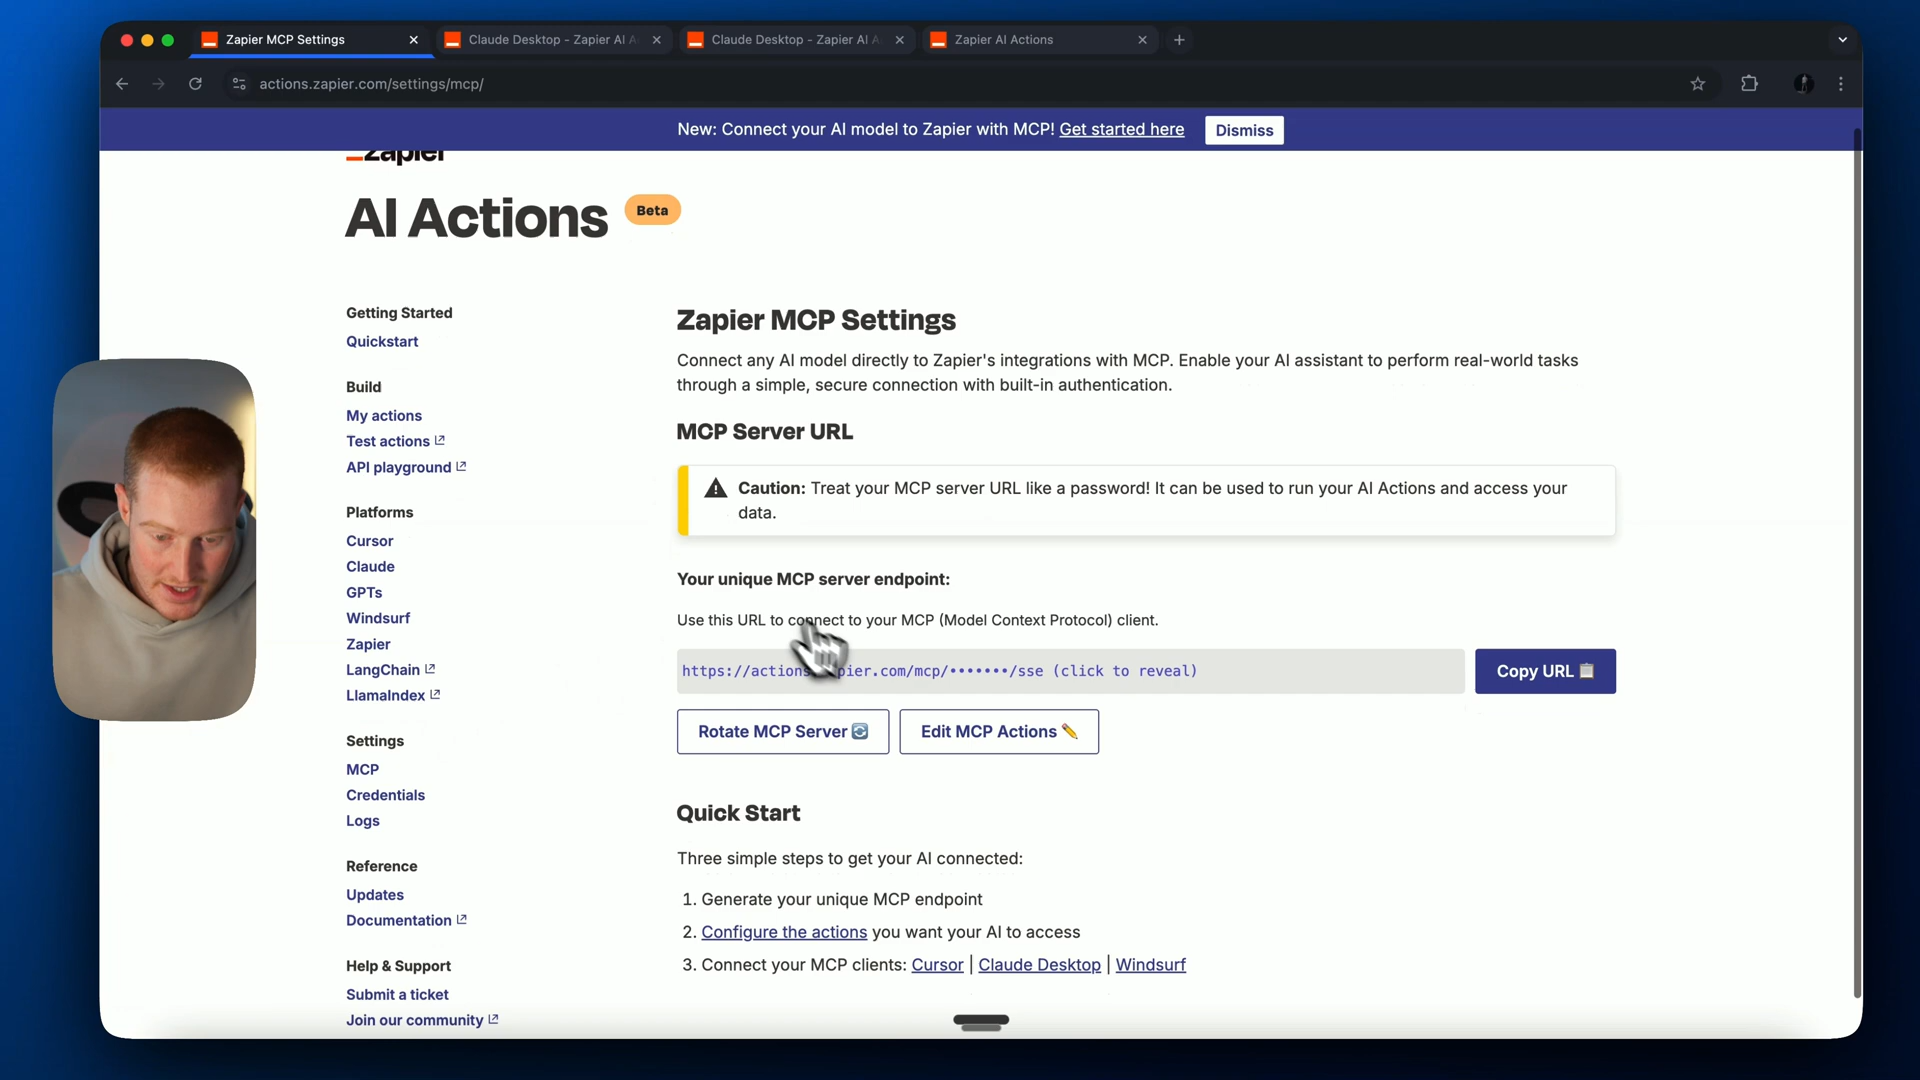 Zapier MCP Settings
Claude Desktop - Zapier AI A
Claude Desktop - Zapier AI A
Zapier AI Actions
actions.zapier.com/settings/mcp/
New: Connect your AI model to Zapier with MCP! Get started here
Dismiss
zapier
AI Actions
Beta
Getting Started
Quickstart
Build
My actions
Test actions
API playground
Platforms
Cursor
Claude
GPTs
Windsurf
Zapier
LangChain
LlamaIndex
Settings
MCP
Credentials
Logs
Reference
Updates
Documentation
Help & Support
Submit a ticket
Join our community
Zapier MCP Settings
Connect any AI model directly to Zapier's integrations with MCP. Enable your AI assistant to perform real-world tasks
through a simple, secure connection with built-in authentication.
MCP Server URL
Caution: Treat your MCP server URL like a password! It can be used to run your AI Actions and access your
data.
Your unique MCP server endpoint:
Use this URL to connect to your MCP (Model Context Protocol) client.
https://actions.zapier.com/mcp/•••••••/sse (click to reveal)
Copy URL
Rotate MCP Server
Edit MCP Actions
Quick Start
Three simple steps to get your AI connected:
1. Generate your unique MCP endpoint
2. Configure the actions you want your AI to access
3. Connect your MCP clients: Cursor | Claude Desktop | Windsurf